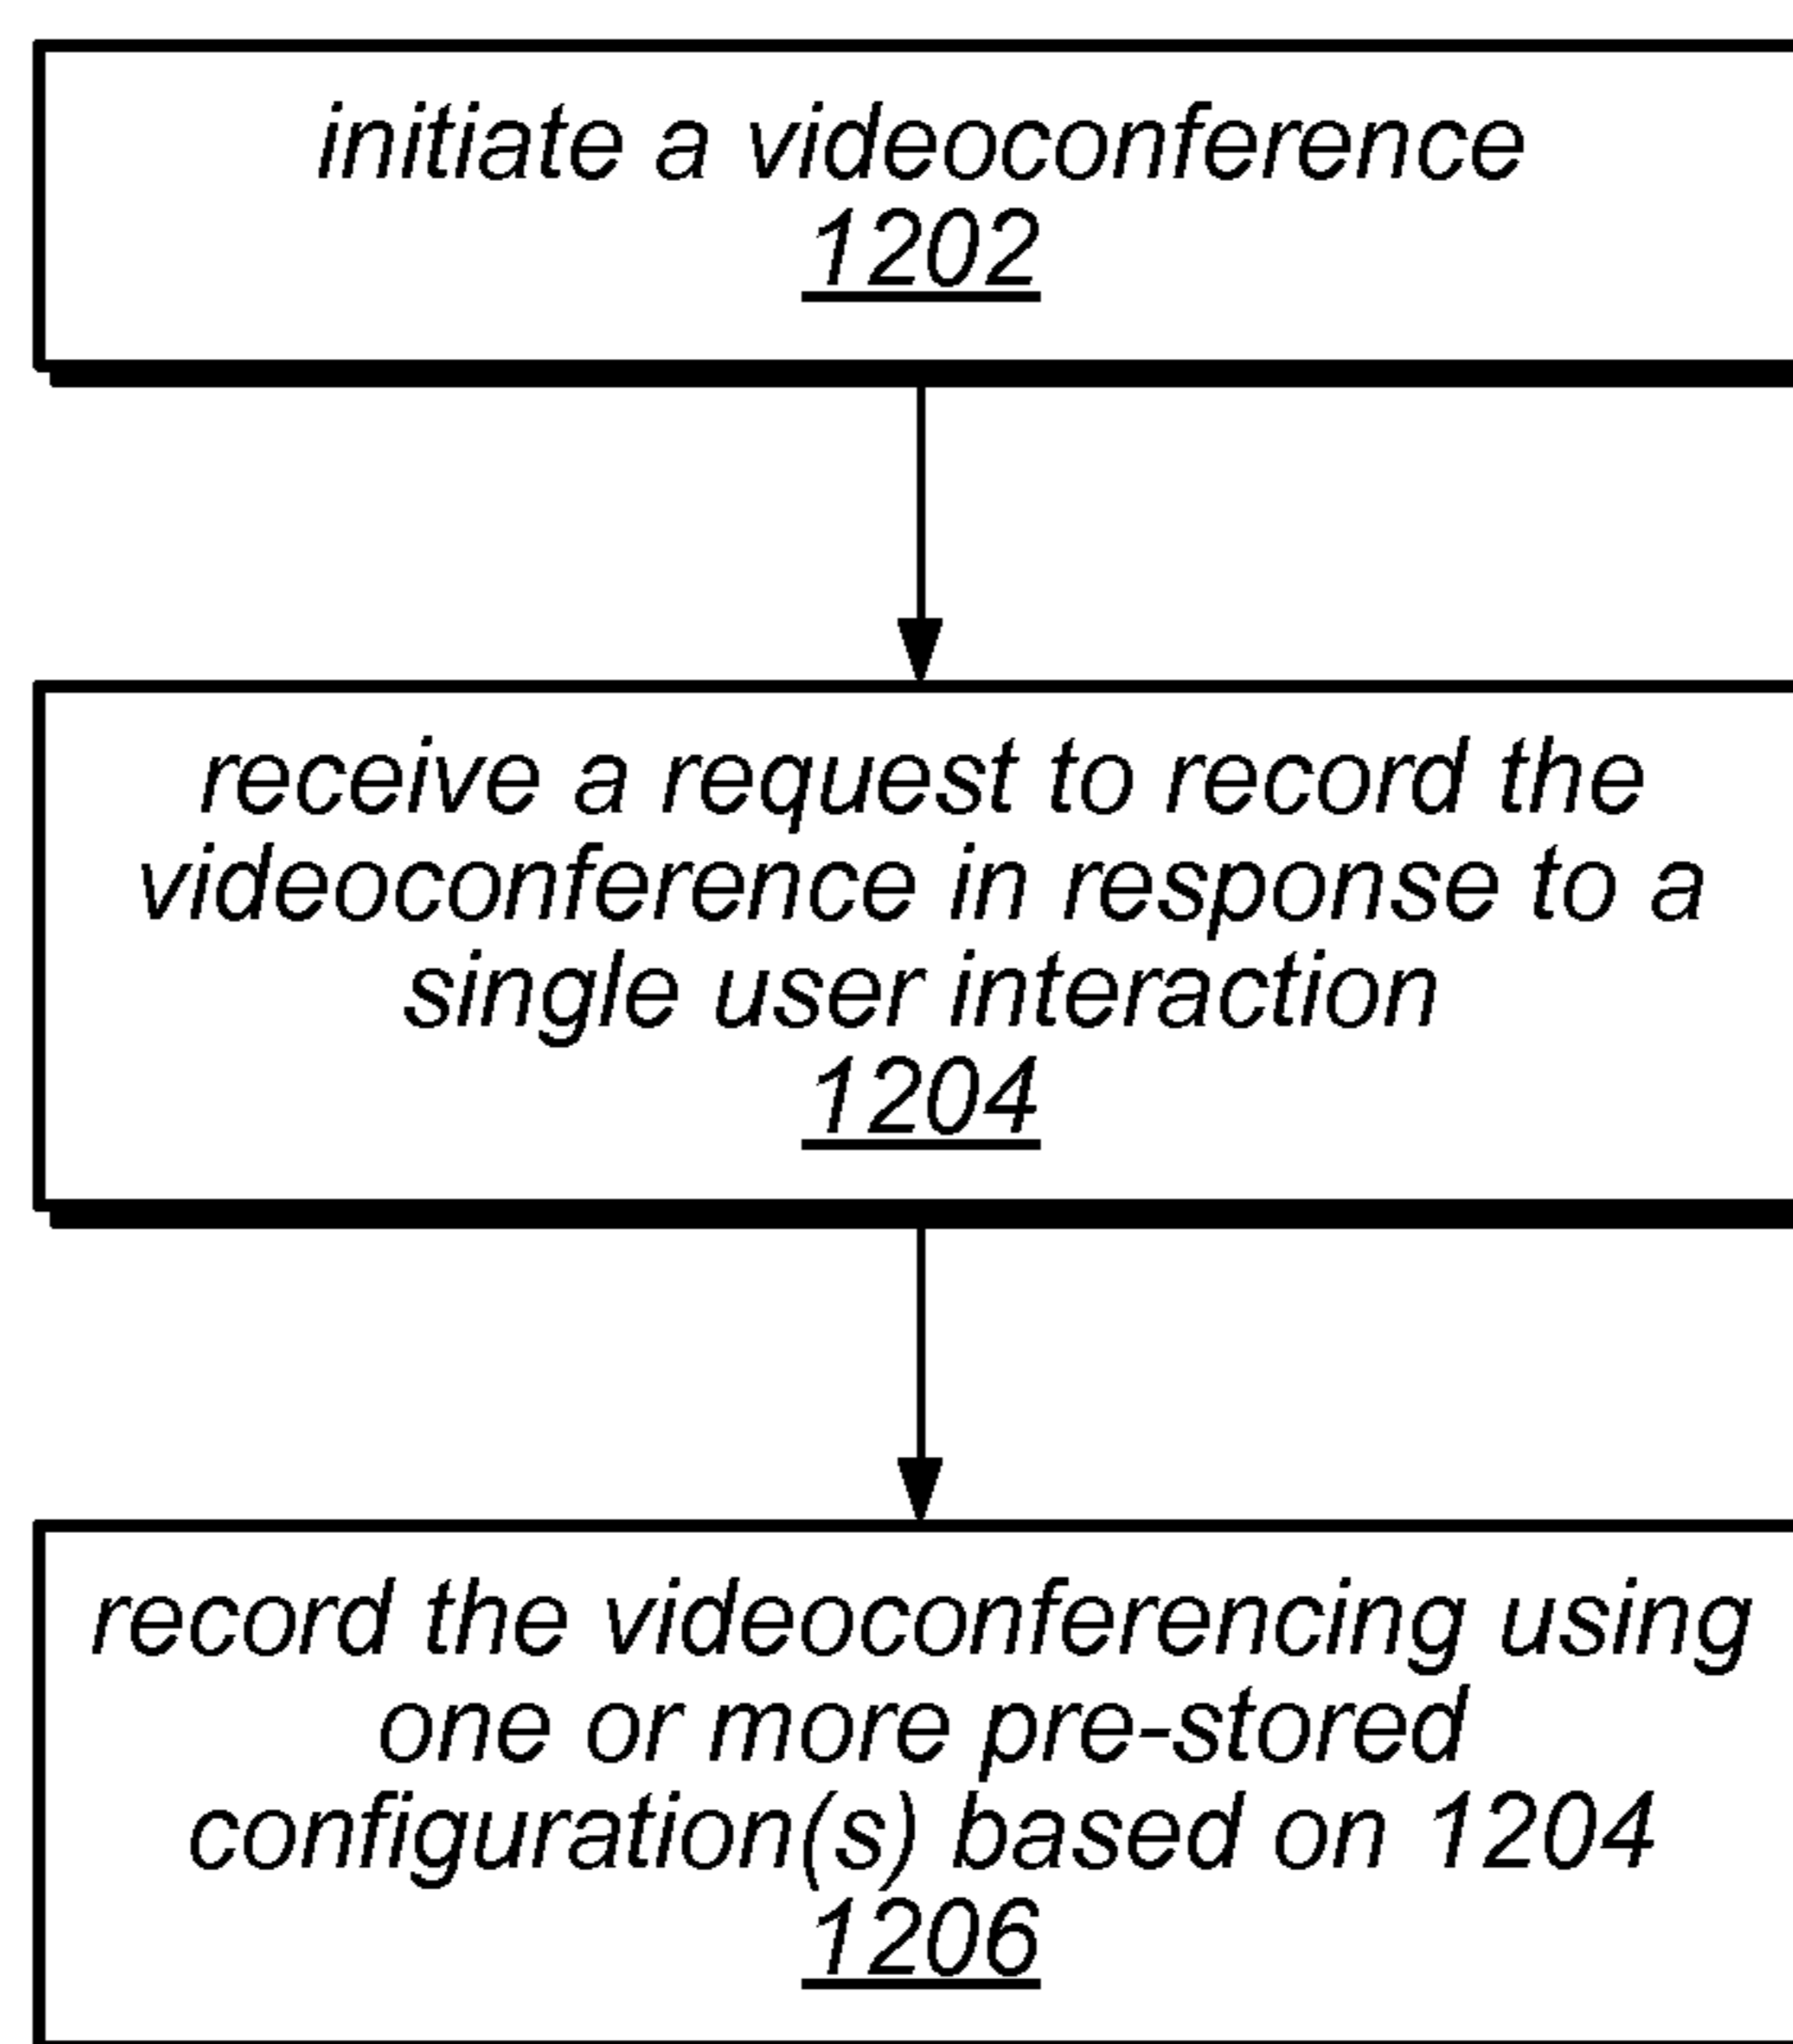 initiate a videoconference
1202
receive a request to record the
videoconference in response to a
single user interaction
1204
record the videoconferencing using
one or more pre-stored
configuration(s) based on 1204
1206